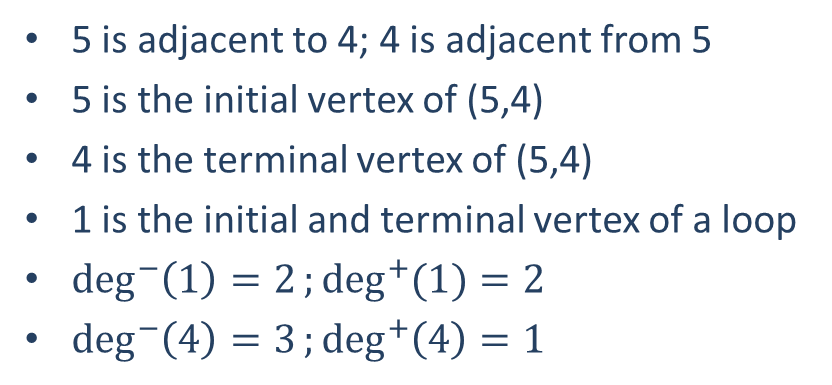 • 5 is adjacent to 4; 4 is adjacent from 5
• 5 is the initial vertex of (5,4)
• 4 is the terminal vertex of (5,4)
• 1 is the initial and terminal vertex of a loop
• deg⁻(1) = 2 ; deg⁺(1) = 2
• deg⁻(4) = 3 ; deg⁺(4) = 1